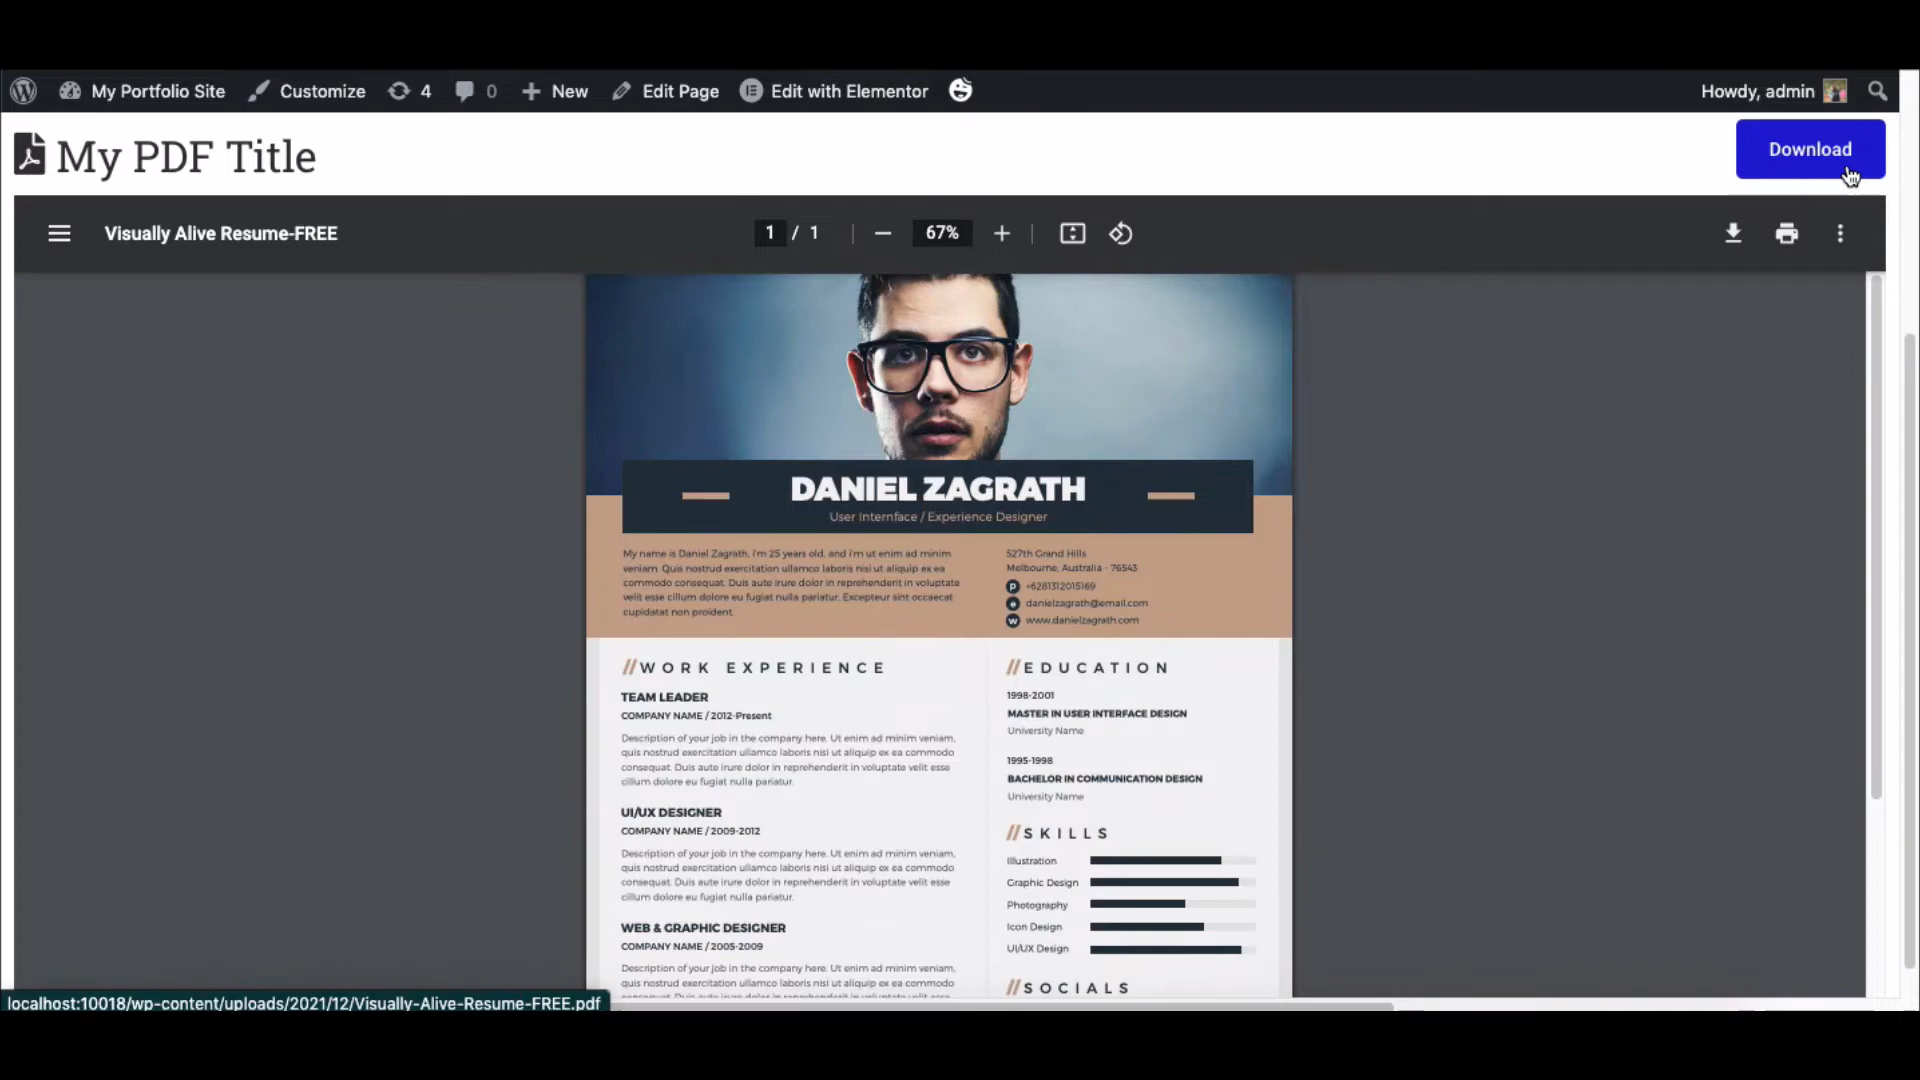 My Portfolio Site Customize 4 0 New Edit Page Edit with Elementor Howdy, admin
My PDF Title
Download
Visually Alive Resume-FREE 1 / 1 67%
DANIEL ZAGRATH
User Internface / Experience Designer
My name is Daniel Zagrath, i'm 25 years old, and i'm ut enim ad minim
veniam. Quis nostrud exercitation ullamco laboris nisi ut aliquip ex ea
commodo consequat. Duis aute irure dolor in reprehenderit in voluptate
velit esse cillum dolore eu fugiat nulla pariatur. Excepteur sint occaecat
cupidatat non proident.
527th Grand Hills
Melbourne, Australia - 76543
P +6281312015169
e danielzagrath@email.com
W www.danielzagrath.com
//WORK EXPERIENCE
TEAM LEADER
COMPANY NAME / 2012-Present
Description of your job in the company here. Ut enim ad minim veniam,
quis nostrud exercitation ullamco laboris nisi ut aliquip ex ea commodo
consequat. Duis aute irure dolor in reprehenderit in voluptate velit esse
cillum dolore eu fugiat nulla pariatur.
UI/UX DESIGNER
COMPANY NAME / 2009-2012
Description of your job in the company here. Ut enim ad minim veniam,
quis nostrud exercitation ullamco laboris nisi ut aliquip ex ea commodo
consequat. Duis aute irure dolor in reprehenderit in voluptate velit esse
cillum dolore eu fugiat nulla pariatur.
WEB & GRAPHIC DESIGNER
COMPANY NAME / 2005-2009
Description of your job in the company here. Ut enim ad minim veniam,
quis nostrud exercitation ullamco laboris nisi ut aliquip ex ea commodo
//EDUCATION
1998-2001
MASTER IN USER INTERFACE DESIGN
University Name
1995-1998
BACHELOR IN COMMUNICATION DESIGN
University Name
//SKILLS
Illustration
Graphic Design
Photography
Icon Design
UI/UX Design
//SOCIALS
localhost:10018/wp-content/uploads/2021/12/Visually-Alive-Resume-FREE.pdf